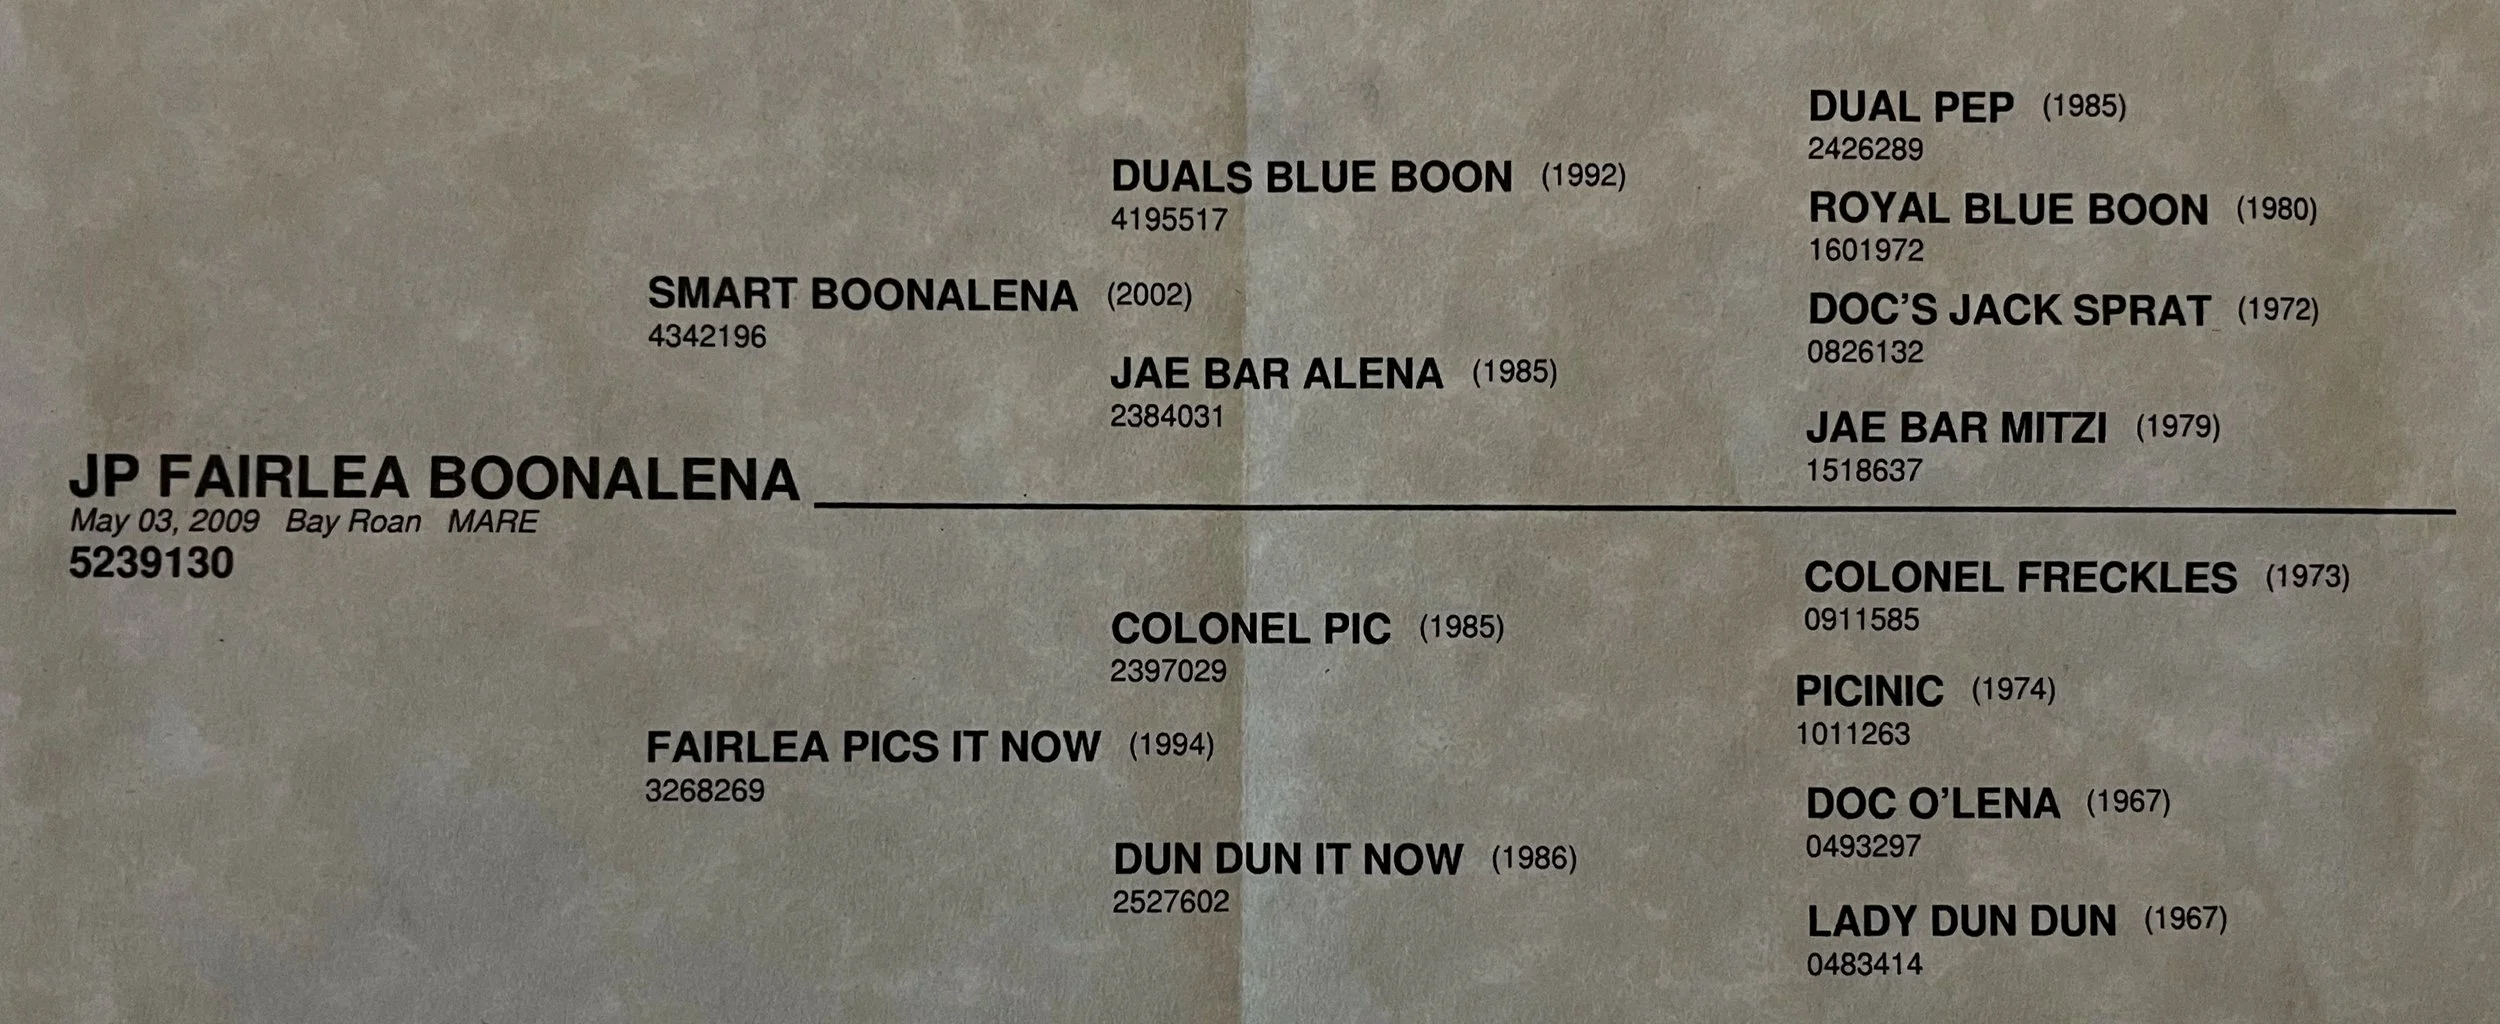 DUAL PEP (1985)
2426289
DUALS BLUE BOON (1992)
4195517
ROYAL BLUE BOON (1980)
1601972
SMART BOONALENA (2002)
4342196
DOC'S JACK SPRAT (1972)
0826132
JAE BAR ALENA (1985)
2384031
JAE BAR MITZI (1979)
1518637
JP FAIRLEA BOONALENA
May 03, 2009 Bay Roan MARE
5239130
COLONEL FRECKLES (1973)
0911585
COLONEL PIC (1985)
2397029
PICINIC (1974)
1011263
FAIRLEA PICS IT NOW (1994)
3268269
DOC O'LENA (1967)
0493297
DUN DUN IT NOW (1986)
2527602
LADY DUN DUN (1967)
0483414